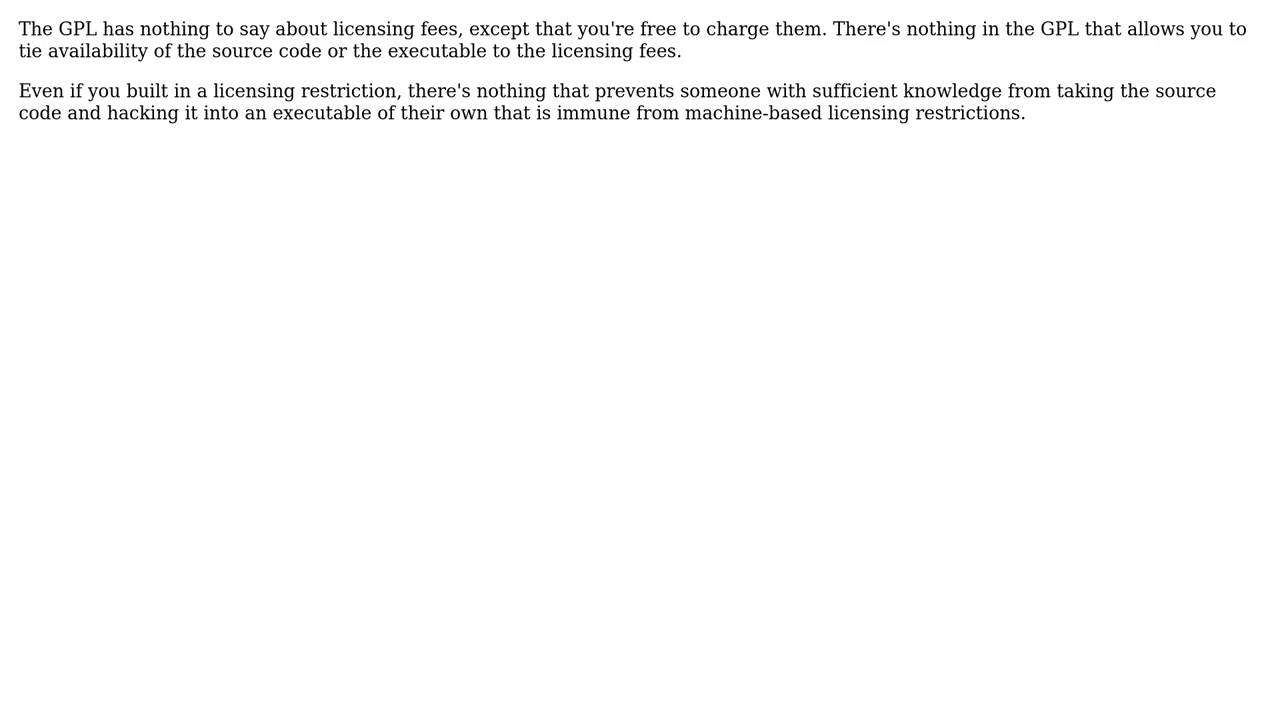 The GPL has nothing to say about licensing fees, except that you're free to charge them. There's nothing in the GPL that allows you to
tie availability of the source code or the executable to the licensing fees.
Even if you built in a licensing restriction, there's nothing that prevents someone with sufficient knowledge from taking the source
code and hacking it into an executable of their own that is immune from machine-based licensing restrictions.